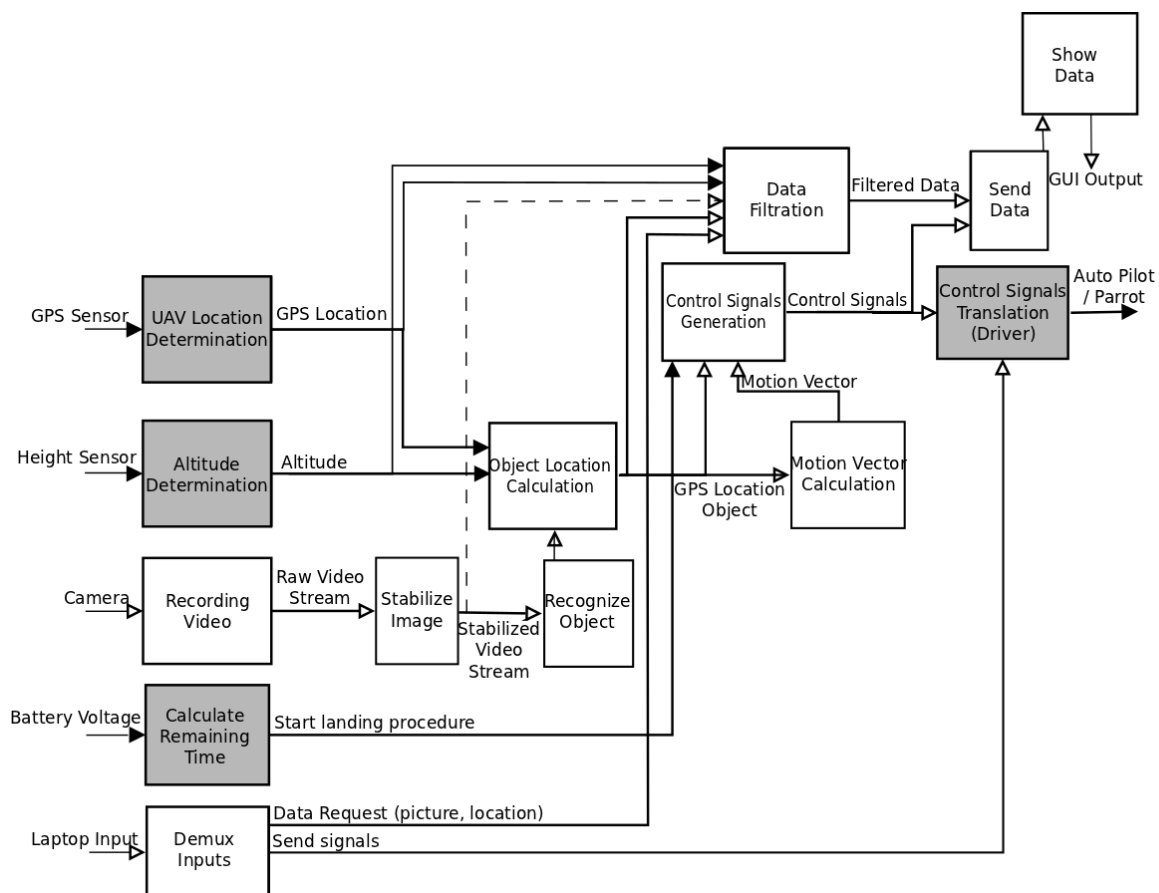 Show
Data
GUI Output
Data
Filtration
Filtered Data
Send
Data
GPS Sensor
UAV Location
Determination
GPS Location
Control Signals
Generation
Control Signals
Control Signals
Translation
(Driver)
Auto Pilot
/ Parrot
Motion Vector
Height Sensor
Altitude
Determination
Altitude
Object Location
Calculation
GPS Location
Object
Motion Vector
Calculation
Camera
Recording
Video
Raw Video
Stream
Stabilize
Image
Stabilized
Video
Stream
Recognize
Object
Battery Voltage
Calculate
Remaining
Time
Start landing procedure
Laptop Input
Demux
Inputs
Data Request (picture, location)
Send signals